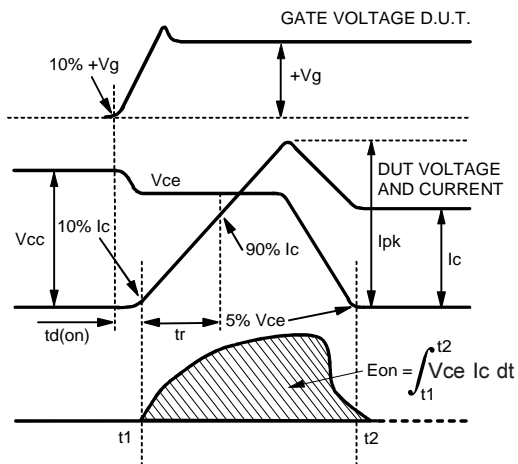 GATE VOLTAGE D.U.T.
10% +Vg
+Vg
Vce
DUT VOLTAGE
AND CURRENT
10% Ic
Vcc
90% Ic
Ipk
Ic
td(on)
tr
5% Vce
Eon = ∫ Vce Ic dt
t2
t1
t1
t2